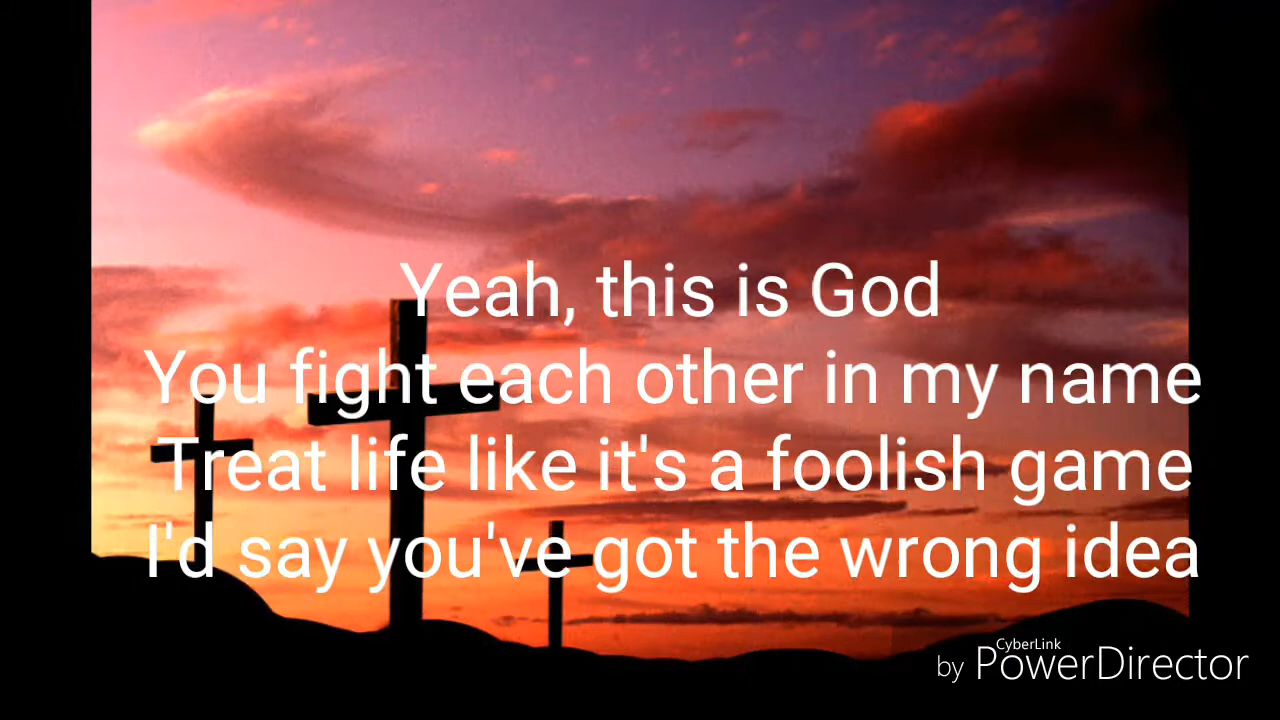 Yeah, this is God
You fight each other in my name
Treat life like it's a foolish game
I'd say you've got the wrong idea
CyberLink
by PowerDirector